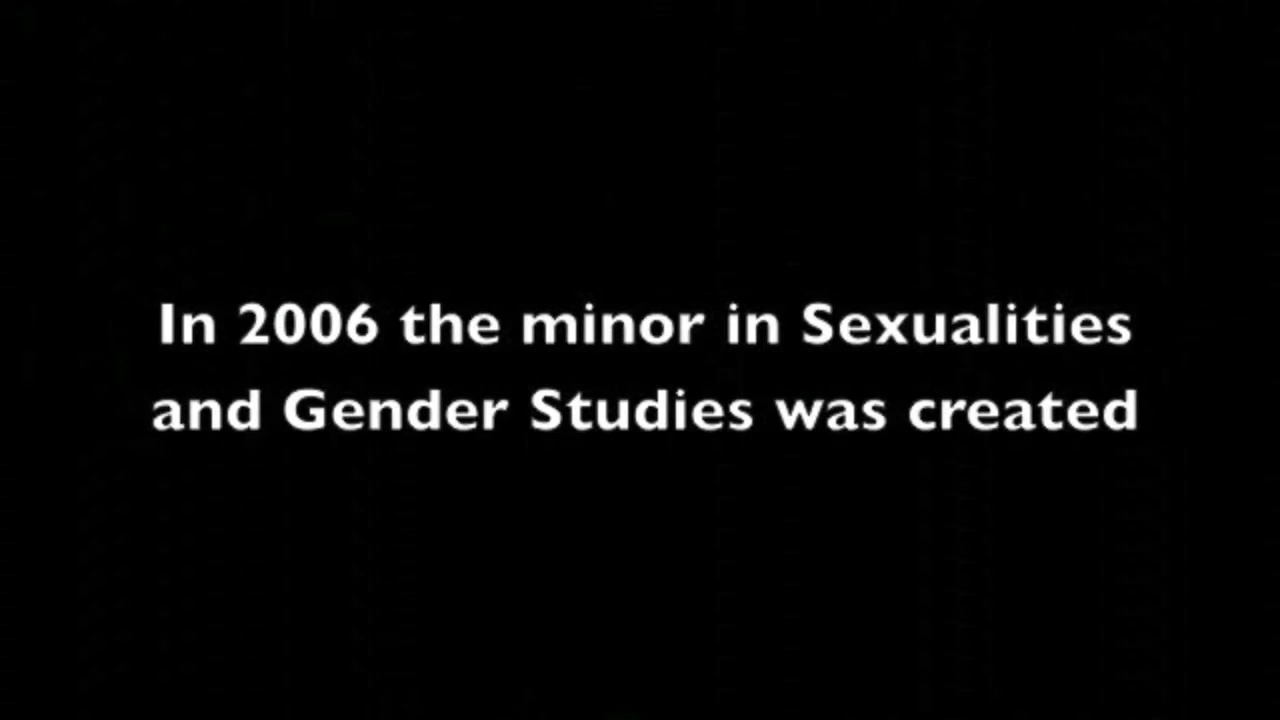 In 2006 the minor in Sexualities
and Gender Studies was created